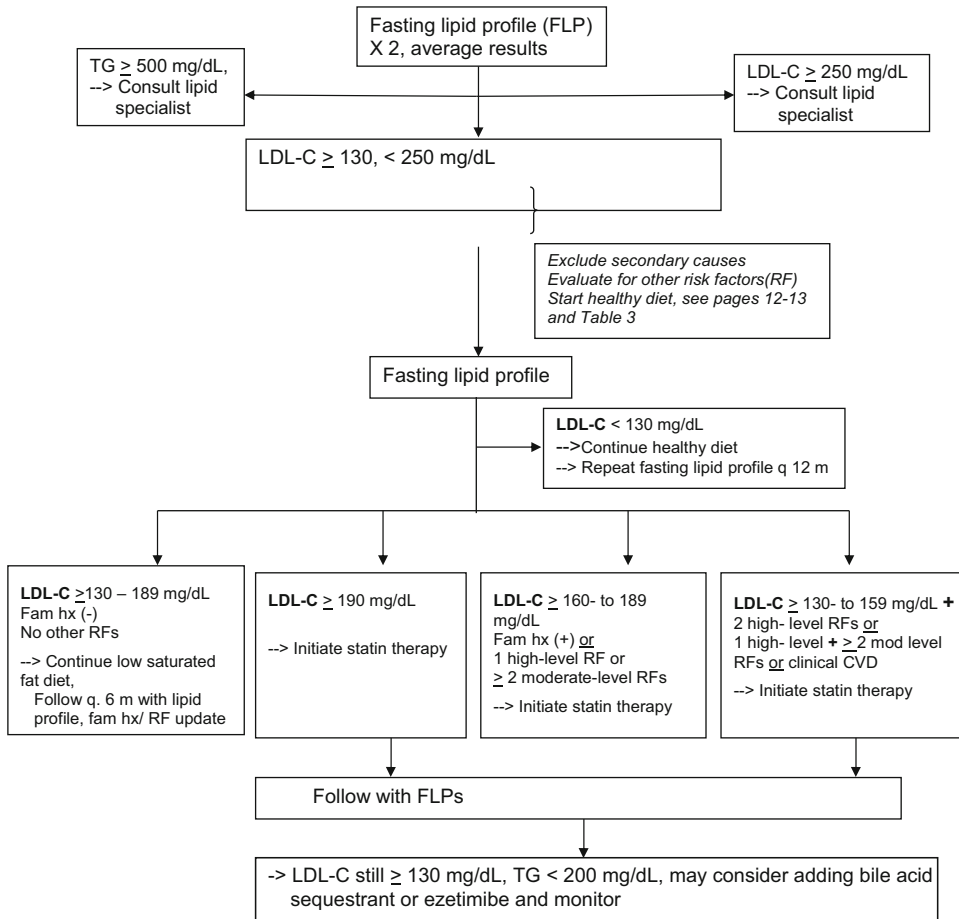 Fasting lipid profile (FLP)
X 2, average results
TG ≥ 500 mg/dL,
--> Consult lipid
specialist
LDL-C ≥ 250 mg/dL
--> Consult lipid
specialist
LDL-C ≥ 130, < 250 mg/dL
Exclude secondary causes
Evaluate for other risk factors(RF)
Start healthy diet, see pages 12-13
and Table 3
Fasting lipid profile
LDL-C < 130 mg/dL
-->Continue healthy diet
--> Repeat fasting lipid profile q 12 m
LDL-C ≥130 – 189 mg/dL
Fam hx (-)
No other RFs
--> Continue low saturated
fat diet,
Follow q. 6 m with lipid
profile, fam hx/ RF update
LDL-C ≥ 190 mg/dL
--> Initiate statin therapy
LDL-C ≥ 160- to 189
mg/dL
Fam hx (+) or
1 high-level RF or
≥ 2 moderate-level RFs
--> Initiate statin therapy
LDL-C ≥ 130- to 159 mg/dL +
2 high- level RFs or
1 high- level + ≥ 2 mod level
RFs or clinical CVD
--> Initiate statin therapy
Follow with FLPs
-> LDL-C still ≥ 130 mg/dL, TG < 200 mg/dL, may consider adding bile acid
sequestrant or ezetimibe and monitor